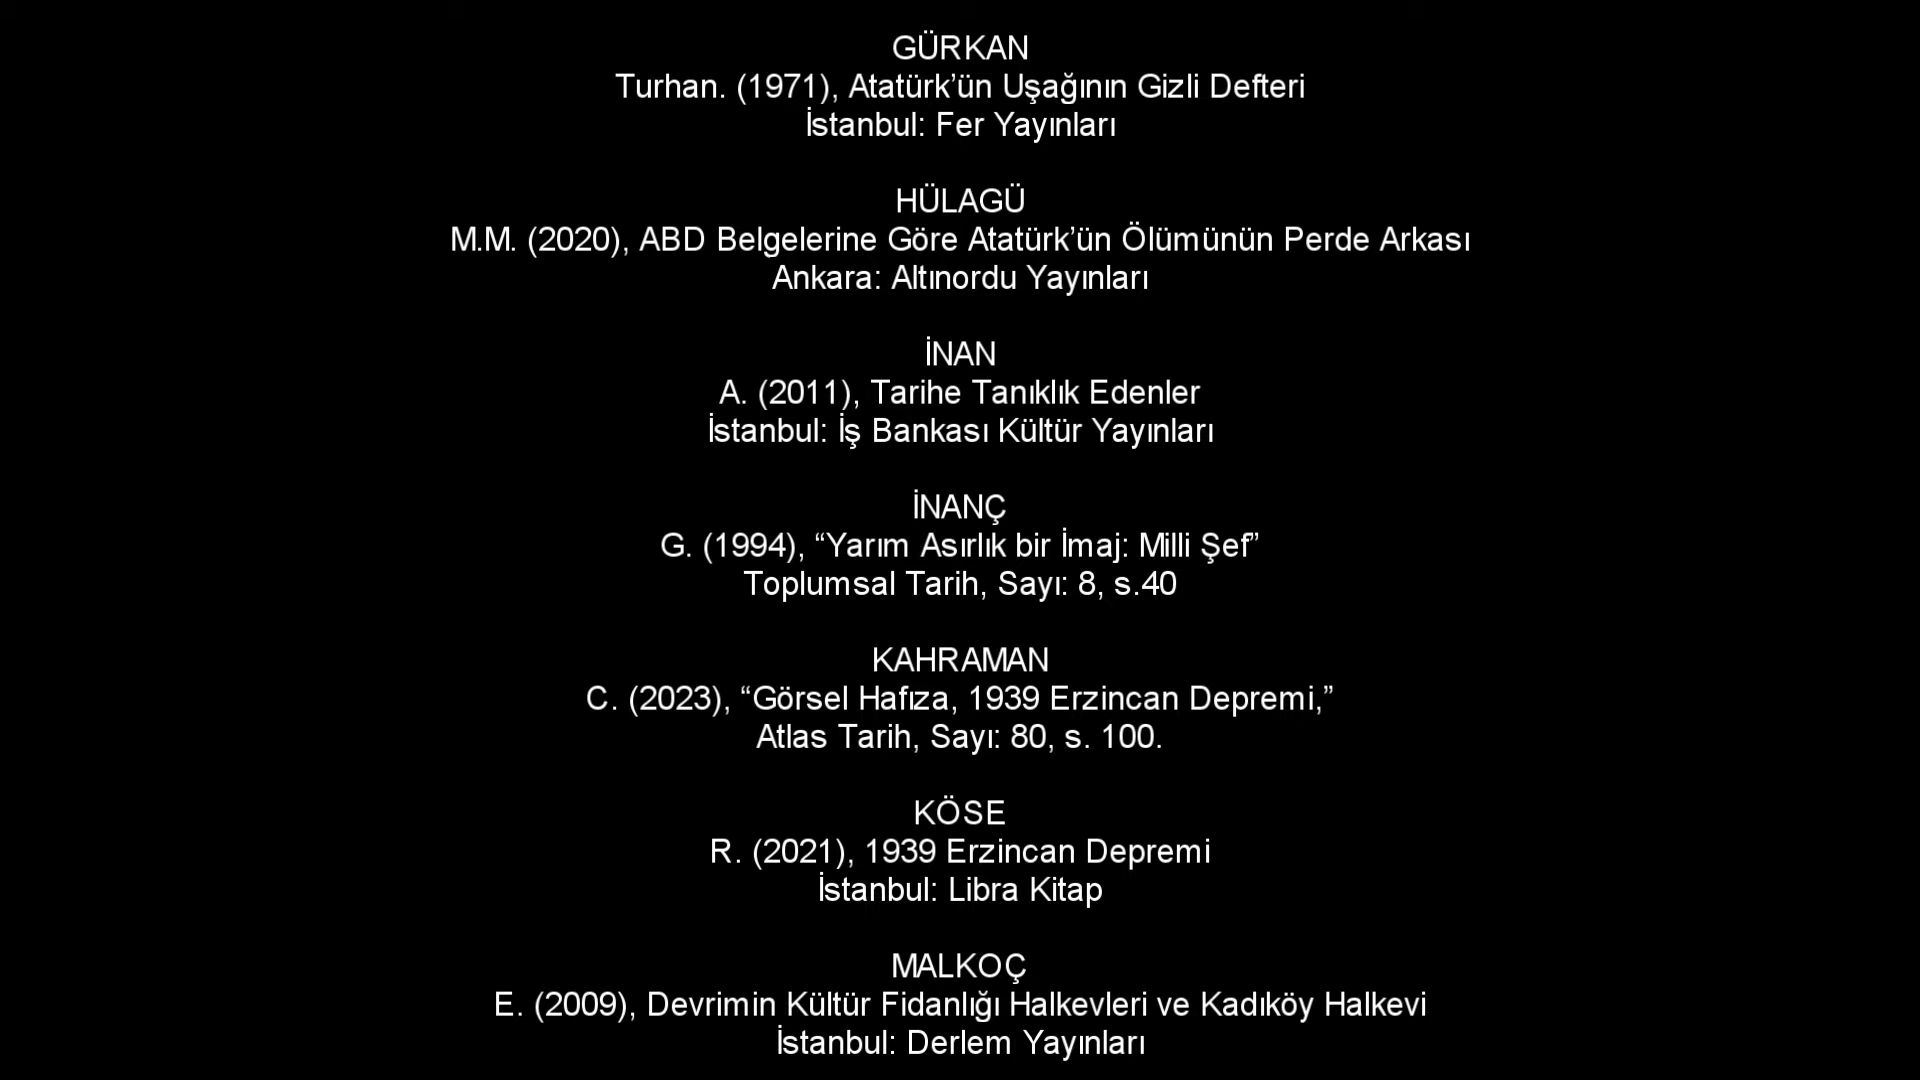 GÜRKAN
Turhan. (1971), Atatürk’ün Uşağının Gizli Defteri
İstanbul: Fer Yayınları
HÜLAGÜ
M.M. (2020), ABD Belgelerine Göre Atatürk’ün Ölümünün Perde Arkası
Ankara: Altınordu Yayınları
İNAN
A. (2011), Tarihe Tanıklık Edenler
İstanbul: İş Bankası Kültür Yayınları
İNANÇ
G. (1994), “Yarım Asırlık bir İmaj: Milli Şef”
Toplumsal Tarih, Sayı: 8, s.40
KAHRAMAN
C. (2023), “Görsel Hafıza, 1939 Erzincan Depremi,”
Atlas Tarih, Sayı: 80, s. 100.
KÖSE
R. (2021), 1939 Erzincan Depremi
İstanbul: Libra Kitap
MALKOÇ
E. (2009), Devrimin Kültür Fidanlığı Halkevleri ve Kadıköy Halkevi
İstanbul: Derlem Yayınları